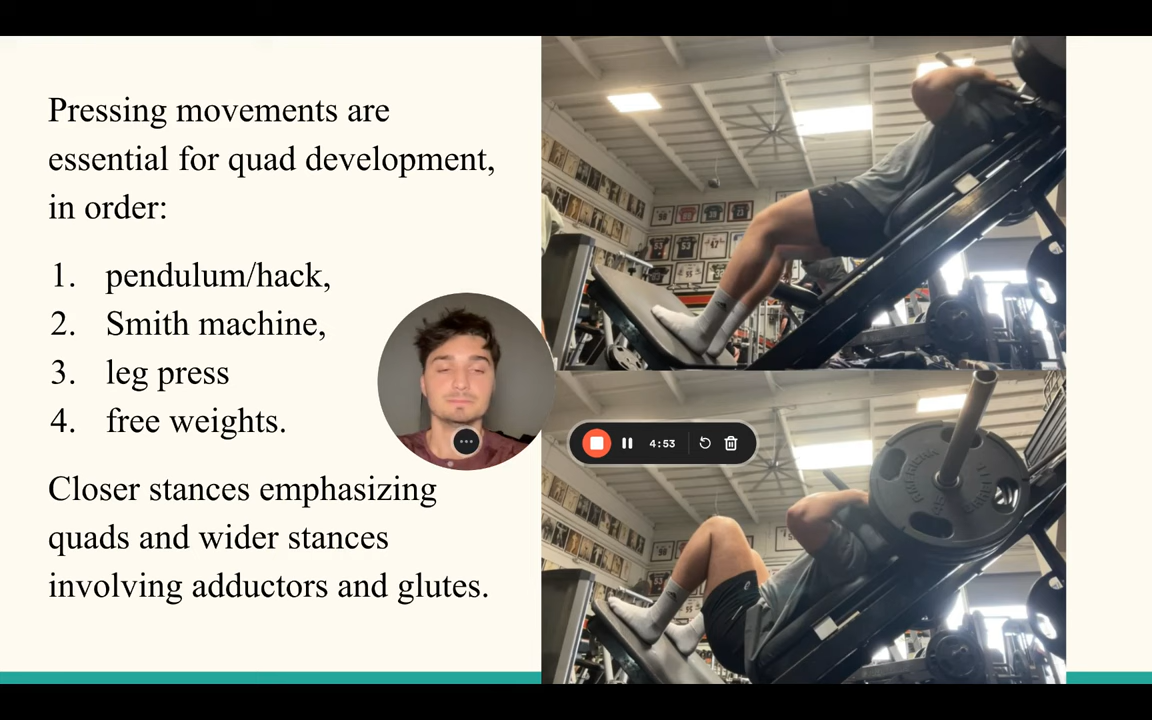 Pressing movements are
essential for quad development,
in order:
1. pendulum/hack,
2. Smith machine,
3. leg press
4. free weights.
4:53
Closer stances emphasizing
quads and wider stances
involving adductors and glutes.